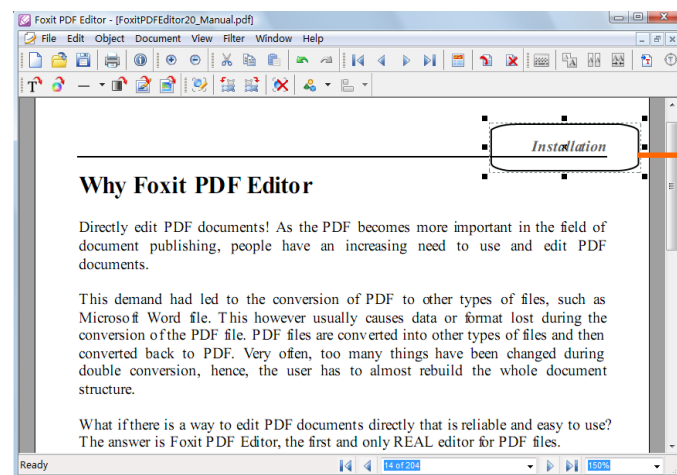 Foxit PDF Editor - [FoxitPDFEditor20_Manual.pdf]
File Edit Object Document View Filter Window Help
Installation
Why Foxit PDF Editor
Directly edit PDF documents! As the PDF becomes more important in the field of
document publishing, people have an increasing need to use and edit PDF
documents.
This demand had led to the conversion of PDF to other types of files, such as
Microsoft Word file. This however usually causes data or format lost during the
conversion of the PDF file. PDF files are converted into other types of files and then
converted back to PDF. Very often, too many things have been changed during
double conversion, hence, the user has to almost rebuild the whole document
structure.
What if there is a way to edit PDF documents directly that is reliable and easy to use?
The answer is Foxit PDF Editor, the first and only REAL editor for PDF files.
Ready 14 of 204 150%